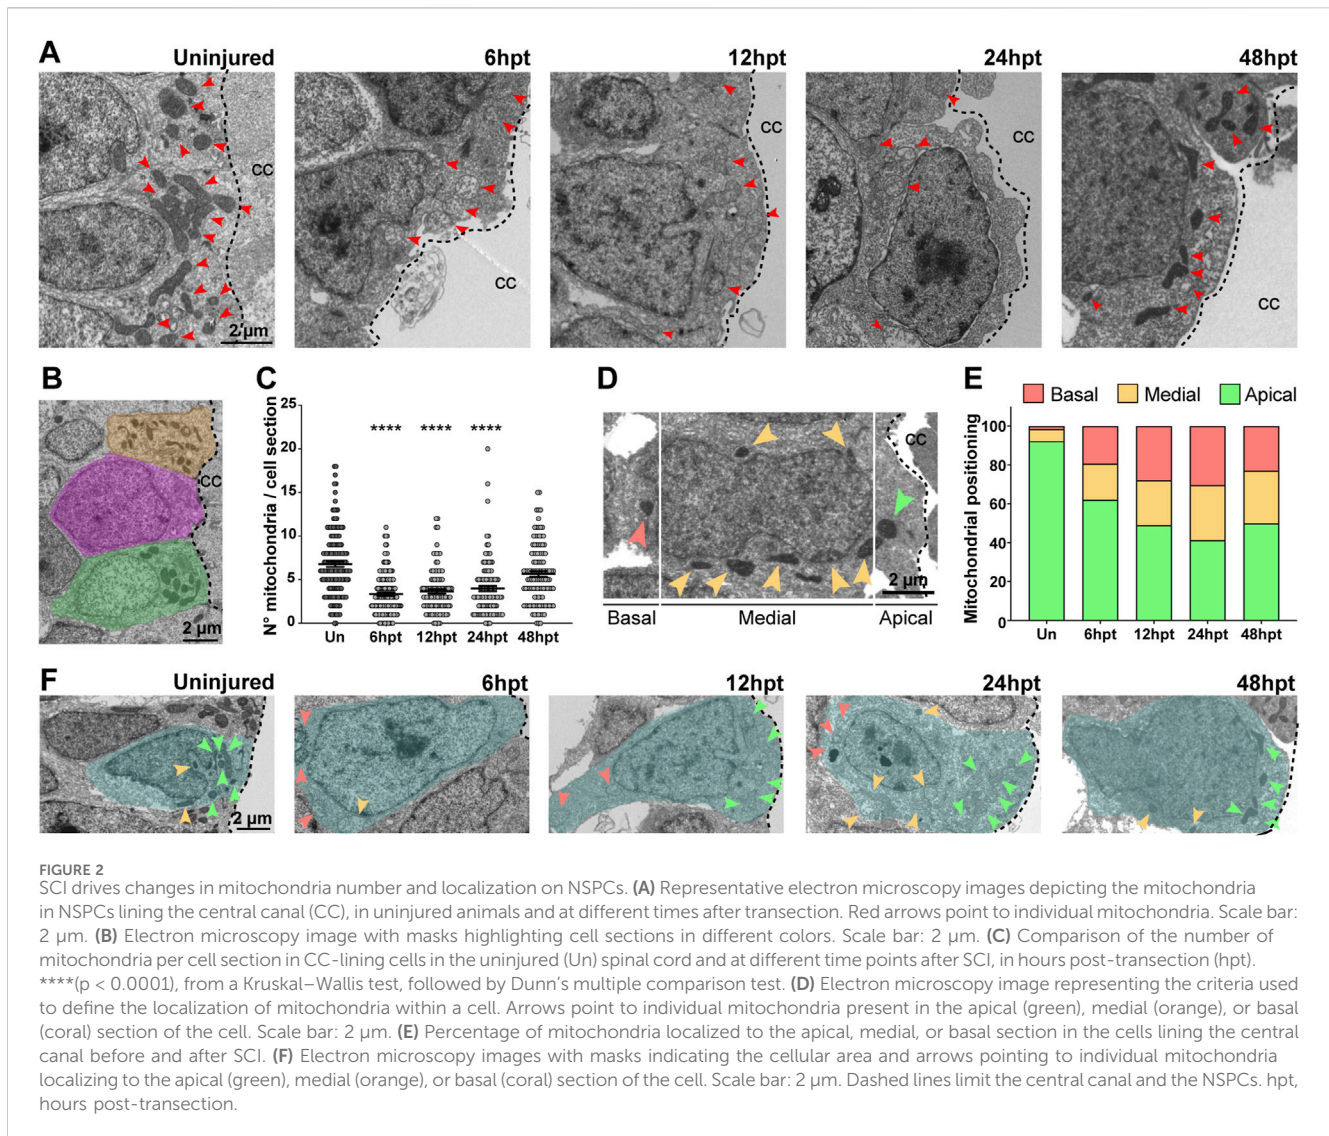 A
Uninjured
6hpt
12hpt
24hpt
48hpt
CC
CC
CC
CC
CC
2 µm
B
CC
2 µm
C
N° mitochondria / cell section
25
20
15
10
5
0
Un
6hpt
12hpt
24hpt
48hpt
****
****
****
D
CC
2 µm
Basal
Medial
Apical
E
Basal
Medial
Apical
Mitochondrial positioning
100
80
60
40
20
0
Un
6hpt
12hpt
24hpt
48hpt
F
Uninjured
6hpt
12hpt
24hpt
48hpt
2 µm
FIGURE 2
SCI drives changes in mitochondria number and localization on NSPCs. (A) Representative electron microscopy images depicting the mitochondria
in NSPCs lining the central canal (CC), in uninjured animals and at different times after transection. Red arrows point to individual mitochondria. Scale bar:
2 µm. (B) Electron microscopy image with masks highlighting cell sections in different colors. Scale bar: 2 µm. (C) Comparison of the number of
mitochondria per cell section in CC-lining cells in the uninjured (Un) spinal cord and at different time points after SCI, in hours post-transection (hpt).
****(p < 0.0001), from a Kruskal–Wallis test, followed by Dunn's multiple comparison test. (D) Electron microscopy image representing the criteria used
to define the localization of mitochondria within a cell. Arrows point to individual mitochondria present in the apical (green), medial (orange), or basal
(coral) section of the cell. Scale bar: 2 µm. (E) Percentage of mitochondria localized to the apical, medial, or basal section in the cells lining the central
canal before and after SCI. (F) Electron microscopy images with masks indicating the cellular area and arrows pointing to individual mitochondria
localizing to the apical (green), medial (orange), or basal (coral) section of the cell. Scale bar: 2 µm. Dashed lines limit the central canal and the NSPCs. hpt,
hours post-transection.